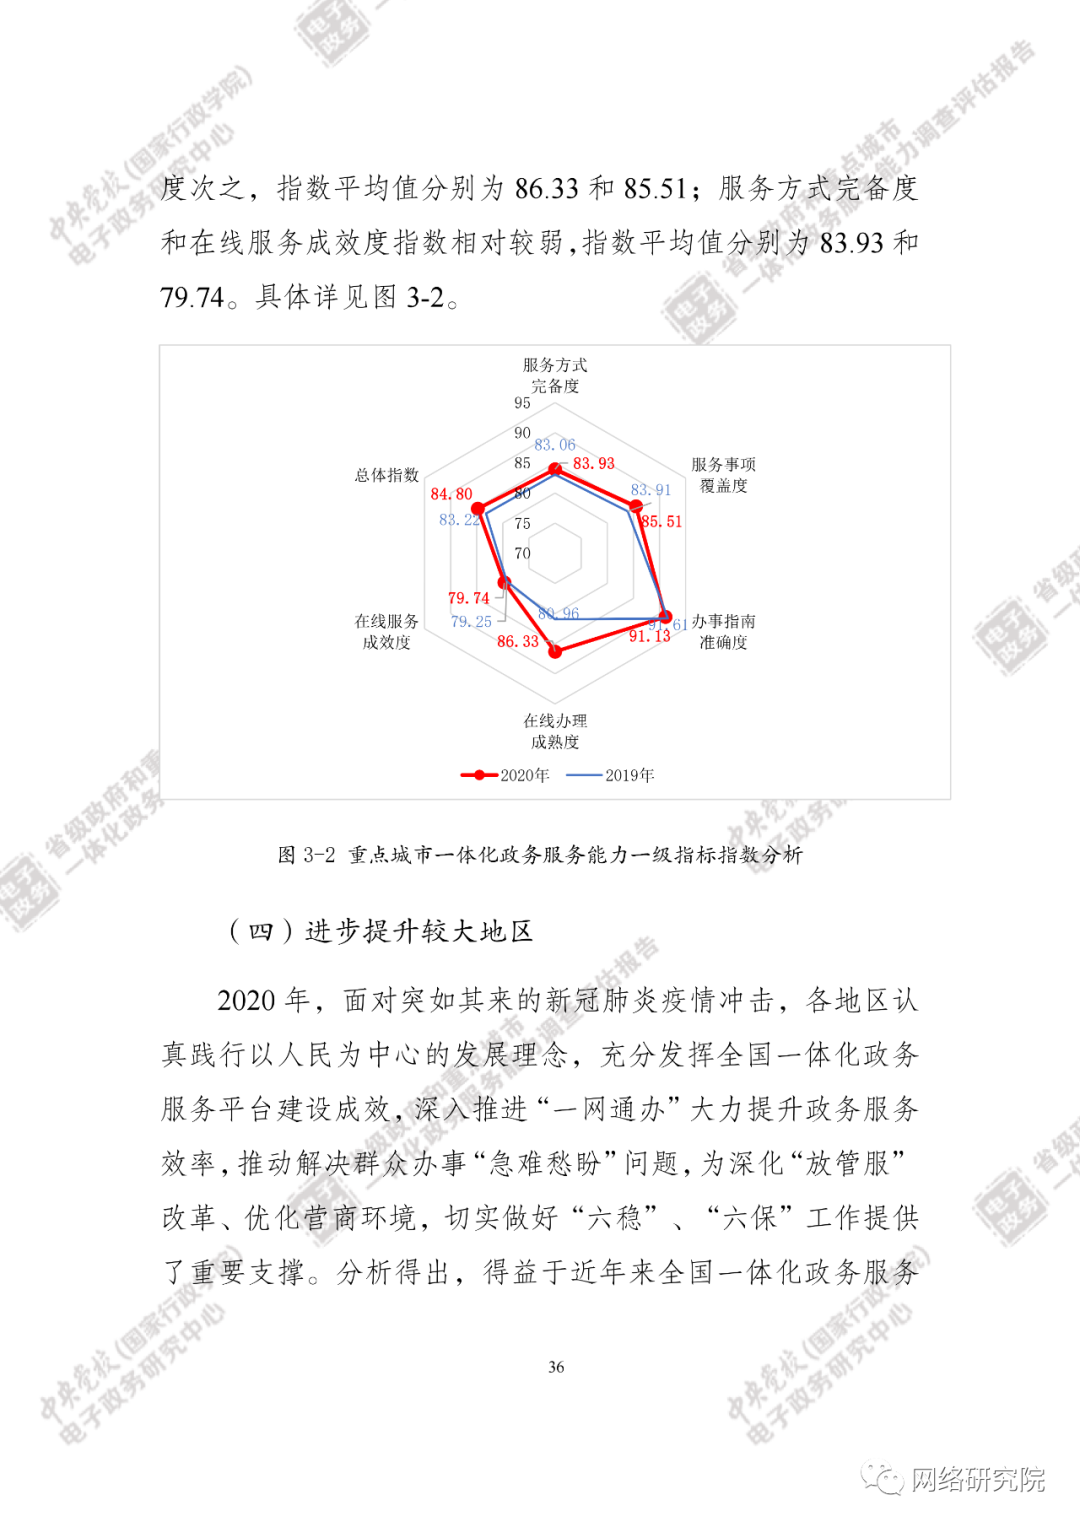 度次之，指数平均值分别为 86.33 和 85.51；服务方式完备度
和在线服务成效度指数相对较弱,指数平均值分别为 83.93 和
79.74。具体详见图 3-2。
服务方式
完备度
95
90
83.06
85
83.93
服务事项
覆盖度
总体指数
84.80
80
83.91
83.22
85.51
75
70
79.74
在线服务
成效度
79.25
80.96
86.33
91.61
91.13
办事指南
准确度
在线办理
成熟度
2020年
2019年
图 3-2 重点城市一体化政务服务能力一级指标指数分析
（四）进步提升较大地区
2020 年，面对突如其来的新冠肺炎疫情冲击，各地区认
真践行以人民为中心的发展理念，充分发挥全国一体化政务
服务平台建设成效,深入推进“一网通办”大力提升政务服务
效率,推动解决群众办事“急难愁盼”问题,为深化“放管服”
改革、优化营商环境，切实做好“六稳”、“六保”工作提供
了重要支撑。分析得出，得益于近年来全国一体化政务服务
36
中央党校(国家行政学院)
电子政务研究中心
电子政务
省级政府和重点城市
一体化政务服务能力调查评估报告
网络研究院